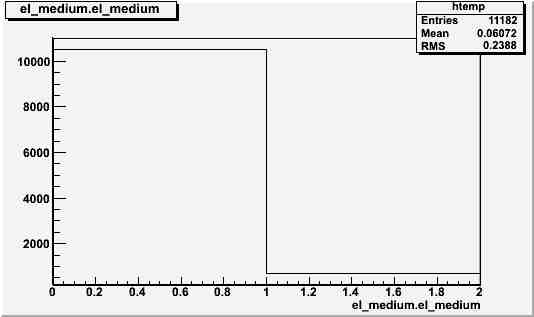 el_medium.el_medium
htemp
Entries 11182
Mean 0.06072
RMS 0.2388
10000
8000
6000
4000
2000
0 0.2 0.4 0.6 0.8 1 1.2 1.4 1.6 1.8 2
el_medium.el_medium